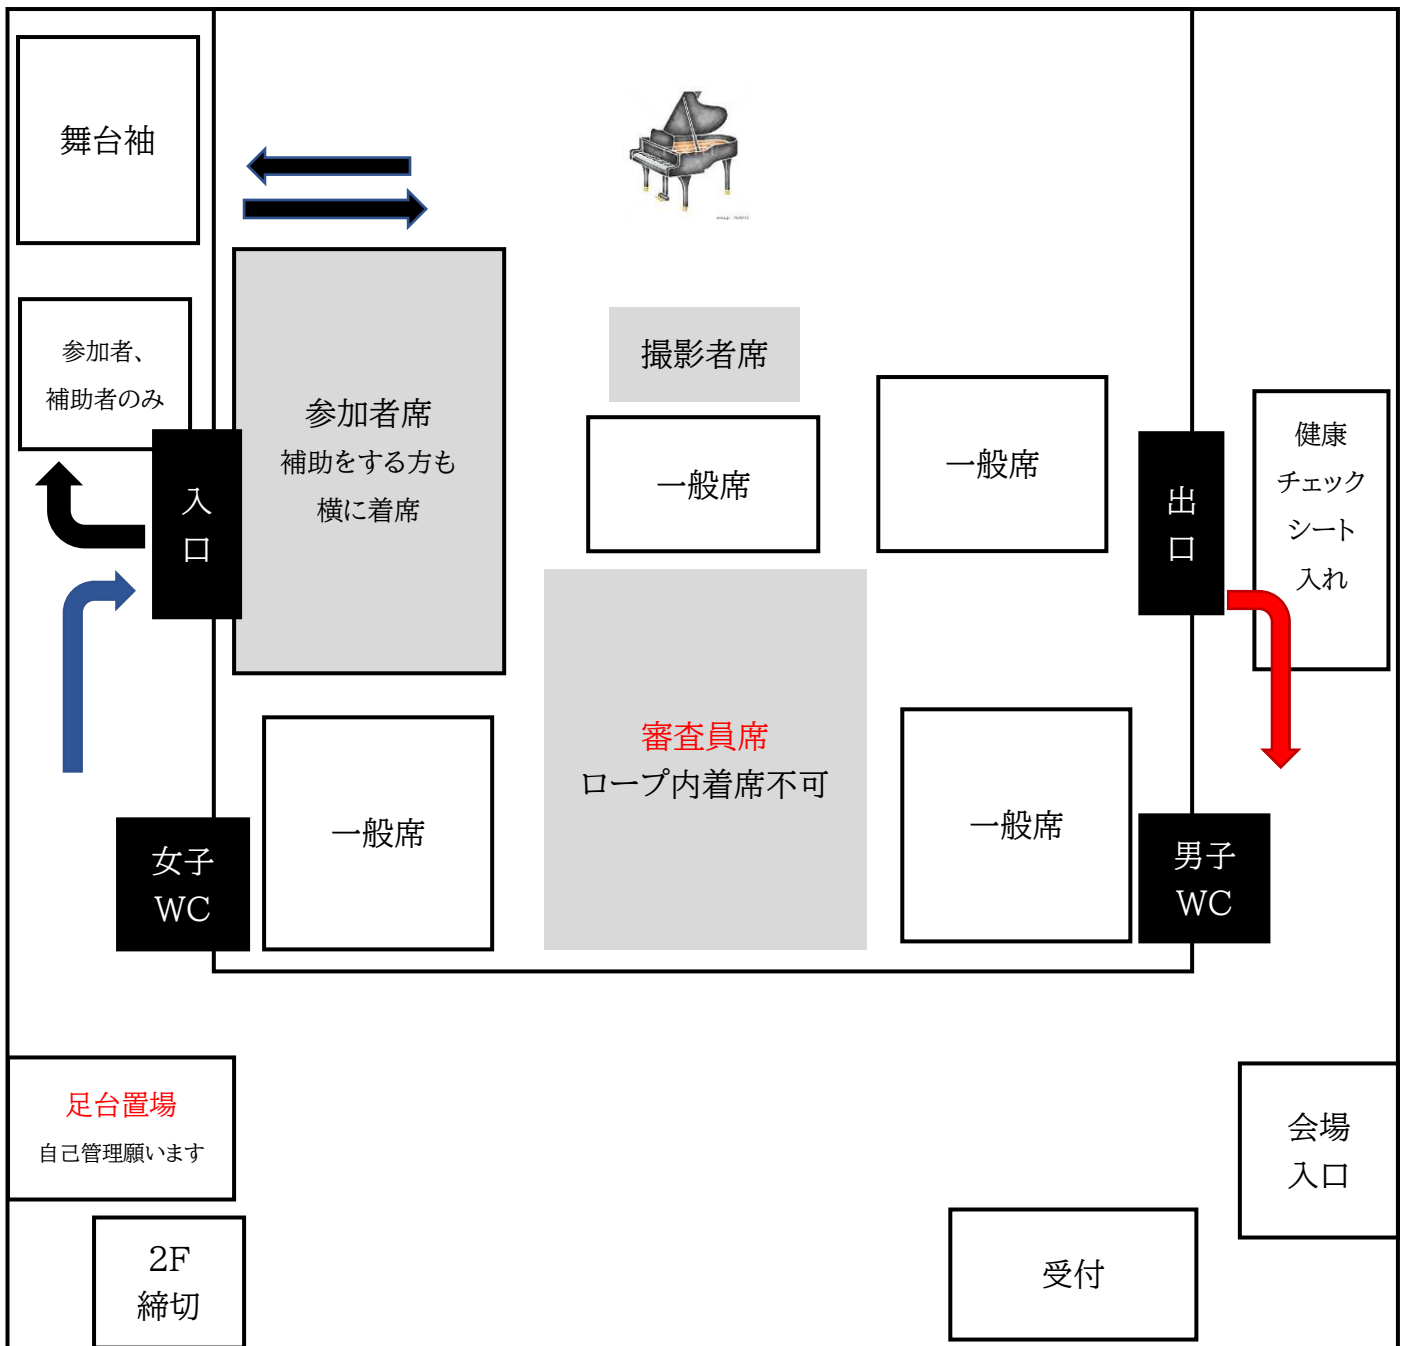 舞台袖
参加者、
補助者のみ
入
口
参加者席
補助をする方も
横に着席
撮影者席
一般席
一般席
出
口
健康
チェック
シート
入れ
審査員席
ロープ内着席不可
一般席
一般席
女子
WC
男子
WC
足台置場
自己管理願います
会場
入口
2F
締切
受付